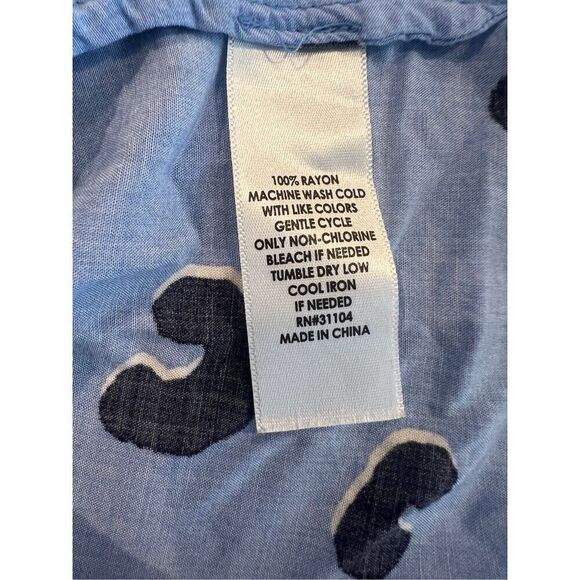 100% RAYON
MACHINE WASH COLD
WITH LIKE COLORS
GENTLE CYCLE
ONLY NON-CHLORINE
BLEACH IF NEEDED
TUMBLE DRY LOW
COOL IRON
IF NEEDED
RN#31104
MADE IN CHINA